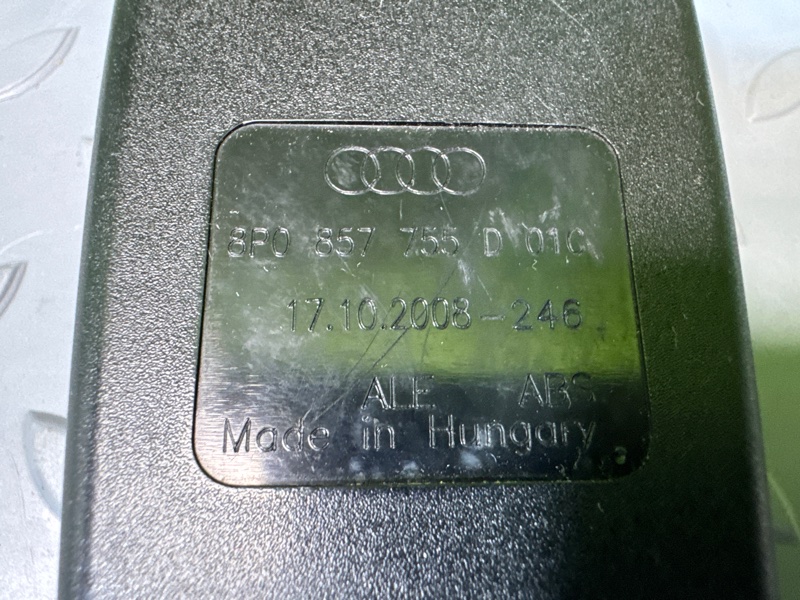 8P0 857 755 D 01C
17.10.2008-246
ALE ABS
Made in Hungary